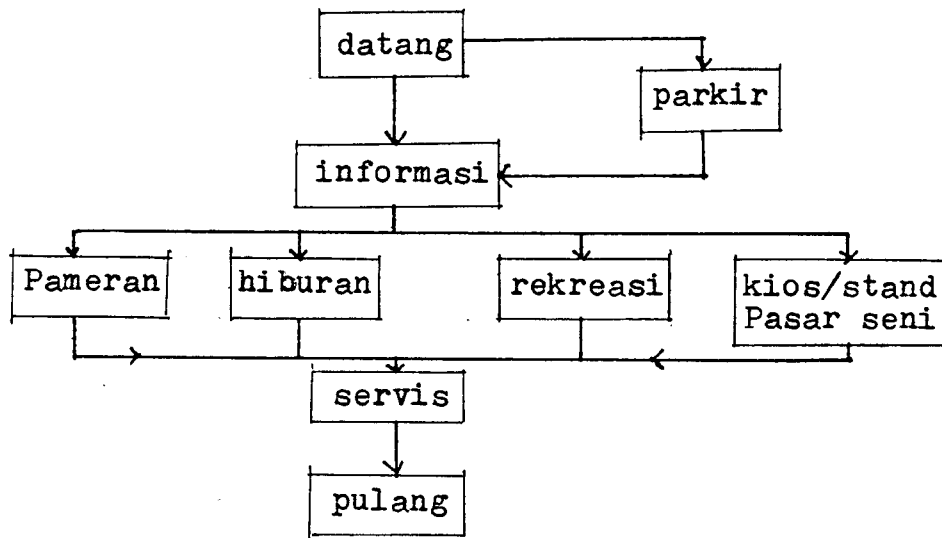 datang
parkir
informasi
Pameran
hiburan
rekreasi
kios/stand
Pasar seni
servis
pulang